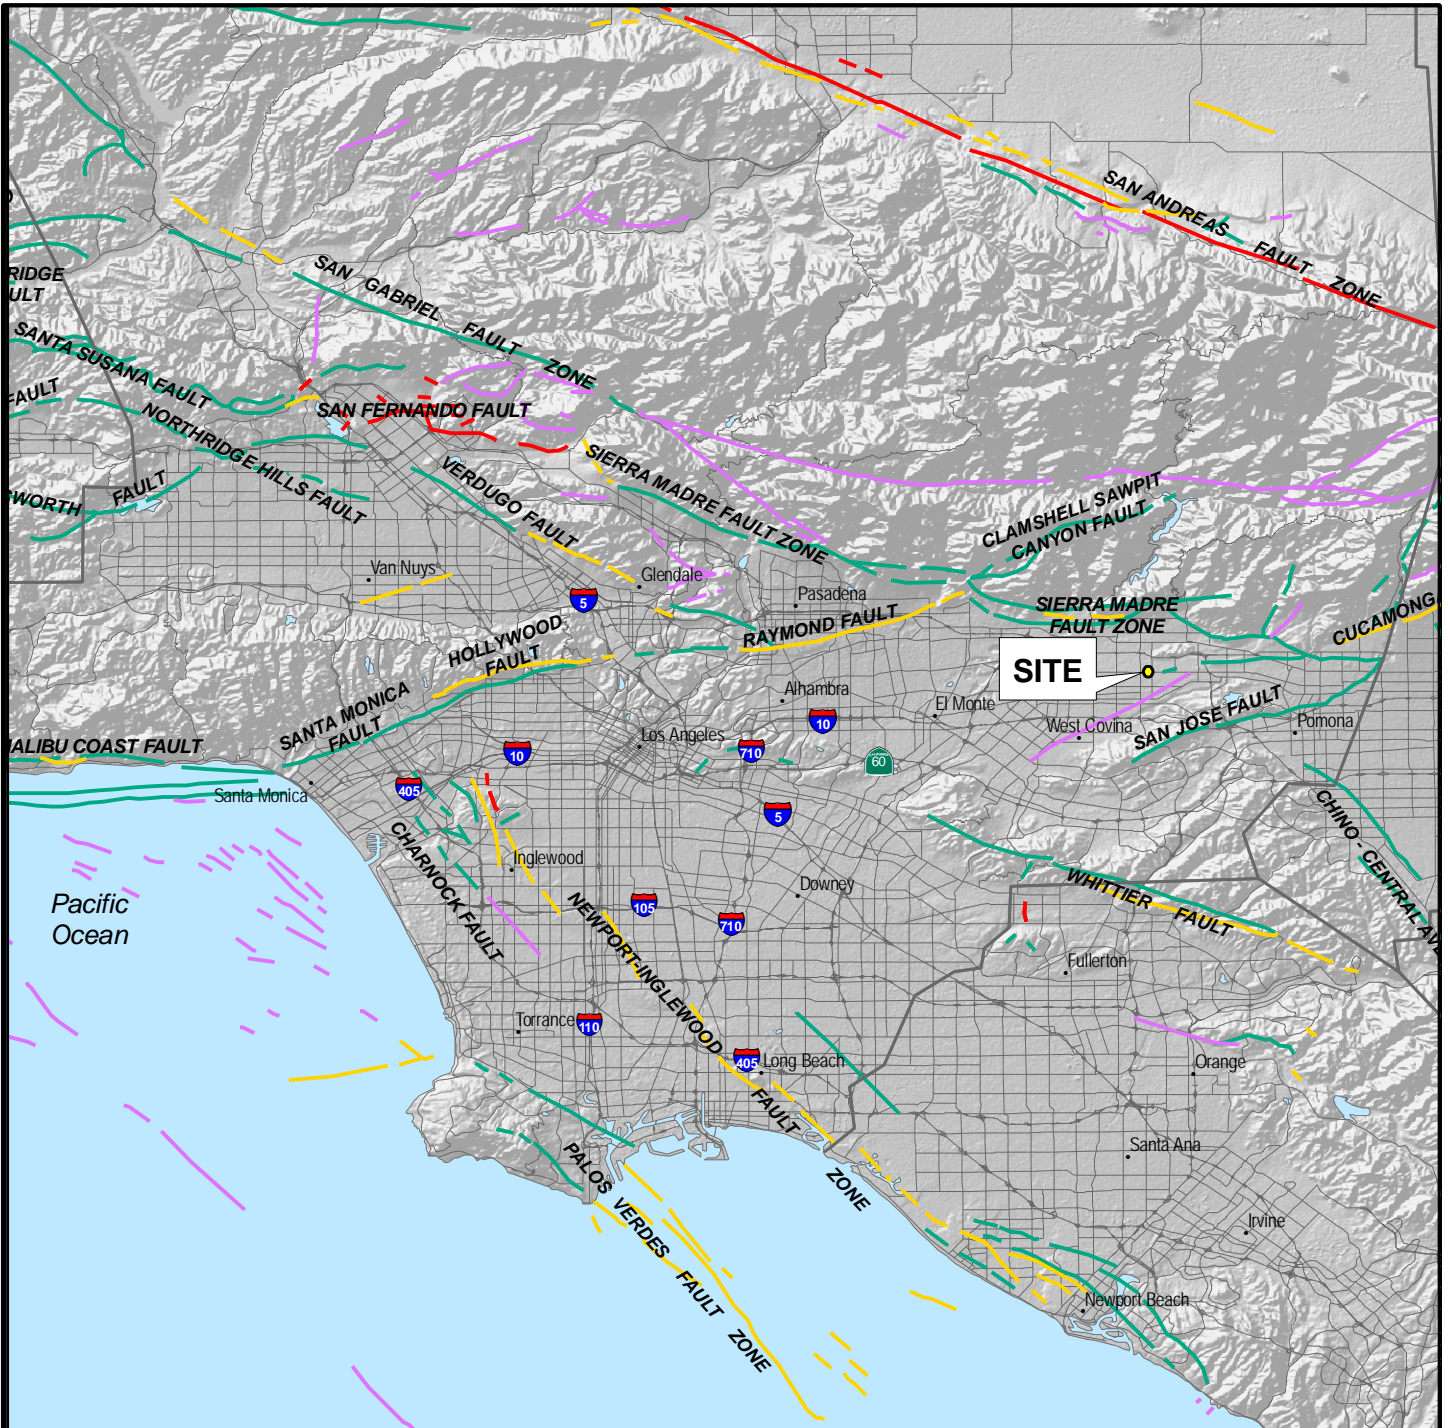 SAN ANDREAS FAULT ZONE
RIDGE
ULT
SAN GABRIEL FAULT ZONE
SANTA SUSANA FAULT
FAULT
SAN FERNANDO FAULT
NORTHRIDGE HILLS FAULT
VERDUGO FAULT
SIERRA MADRE FAULT ZONE
CLAMSHELL SAWPIT
CANYON FAULT
SWORTH FAULT
Van Nuys
5
Glendale
Pasadena
SIERRA MADRE
FAULT ZONE
CUCAMONG
HOLLYWOOD
FAULT
RAYMOND FAULT
SITE
SANTA MONICA
FAULT
Alhambra
El Monte
10
West Covina
SAN JOSE FAULT
Pomona
MALIBU COAST FAULT
10
Los Angeles
710
CALIFORNIA
60
Santa Monica
405
5
CHINO - CENTRAL AVE
CHARNOCK FAULT
Inglewood
Downey
WHITTIER FAULT
Pacific
Ocean
105
710
NEWPORT-INGLEWOOD FAULT ZONE
Fullerton
Torrance
110
405
Long Beach
Orange
Santa Ana
PALOS VERDES FAULT ZONE
Irvine
Newport Beach